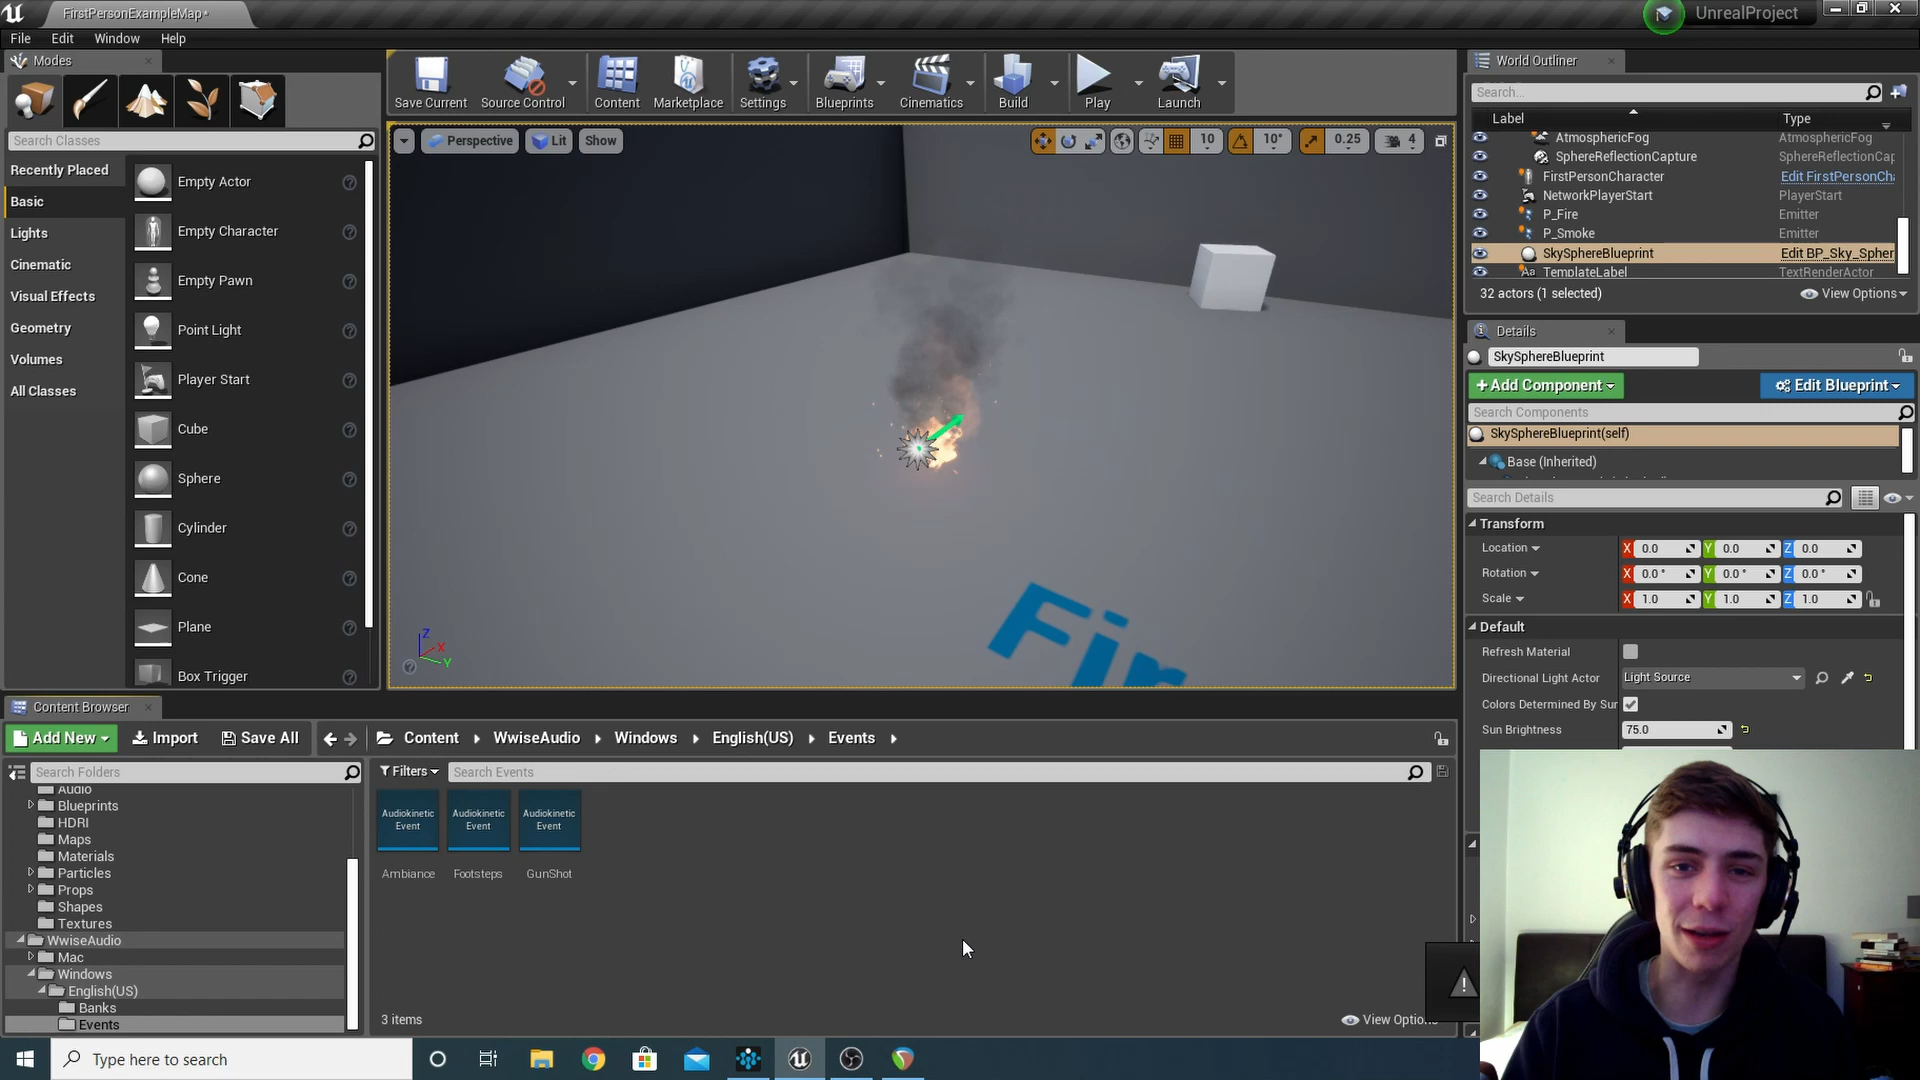 FirstPersonExampleMap*
UnrealProject
File Edit Window Help
Modes
Save Current
Source Control
Content
Marketplace
Settings
Blueprints
Cinematics
Build
Play
Launch
Search Classes
Recently Placed
Basic
Lights
Cinematic
Visual Effects
Geometry
Volumes
All Classes
Empty Actor
Empty Character
Empty Pawn
Point Light
Player Start
Cube
Sphere
Cylinder
Cone
Plane
Box Trigger
Perspective
Lit
Show
10
10°
0.25
4
Z
X
Y
Fir
World Outliner
Search...
Label Type
AtmosphericFog AtmosphericFog
SphereReflectionCapture SphereReflectionCap
FirstPersonCharacter Edit FirstPersonCh
NetworkPlayerStart PlayerStart
P_Fire Emitter
P_Smoke Emitter
SkySphereBlueprint Edit BP_Sky_Spher
TemplateLabel TextRenderActor
32 actors (1 selected)
View Options
Details
SkySphereBlueprint
+Add Component
Edit Blueprint
Search Components
SkySphereBlueprint(self)
Base (Inherited)
Search Details
Transform
Location X 0.0 Y 0.0 Z 0.0
Rotation X 0.0° Y 0.0° Z 0.0°
Scale X 1.0 Y 1.0 Z 1.0
Default
Refresh Material
Directional Light Actor Light Source
Colors Determined By Sun
Sun Brightness 75.0
Content Browser
Add New Import Save All
Content WwiseAudio Windows English(US) Events
Search Folders
Filters
Search Events
Audio
Blueprints
HDRI
Maps
Materials
Particles
Props
Shapes
Textures
WwiseAudio
Mac
Windows
English(US)
Banks
Events
Audiokinetic Event
Audiokinetic Event
Audiokinetic Event
Ambiance
Footsteps
GunShot
3 items
View Options
Type here to search